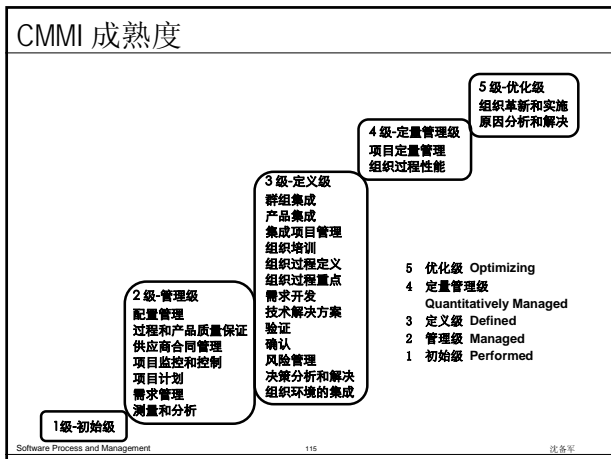 CMMI 成熟度
5 级-优化级
组织革新和实施
原因分析和解决
4 级-定量管理级
项目定量管理
组织过程性能
3 级-定义级
群组集成
产品集成
集成项目管理
组织培训
组织过程定义
组织过程重点
需求开发
技术解决方案
验证
确认
风险管理
决策分析和解决
组织环境的集成
2 级-管理级
配置管理
过程和产品质量保证
供应商合同管理
项目监控和控制
项目计划
需求管理
测量和分析
1级-初始级
5 优化级 Optimizing
4 定量管理级
Quantitatively Managed
3 定义级 Defined
2 管理级 Managed
1 初始级 Performed
Software Process and Management 115 沈备军